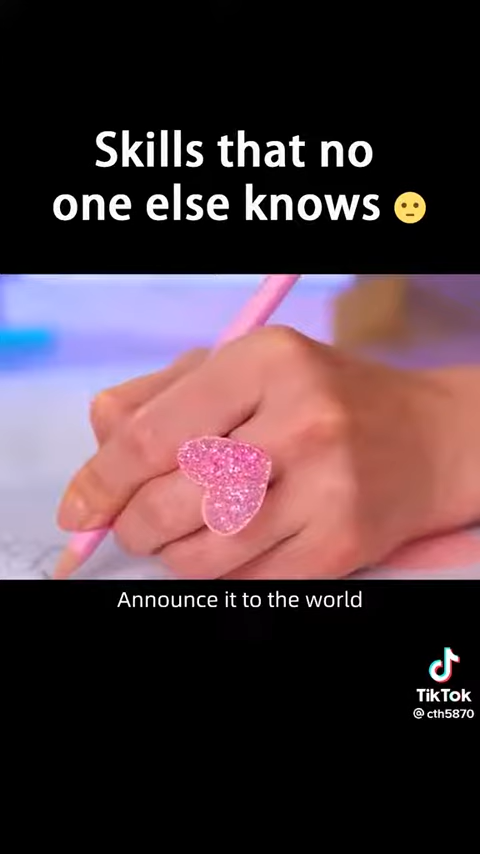 Skills that no
one else knows 😐
Announce it to the world
TikTok
@ cth5870